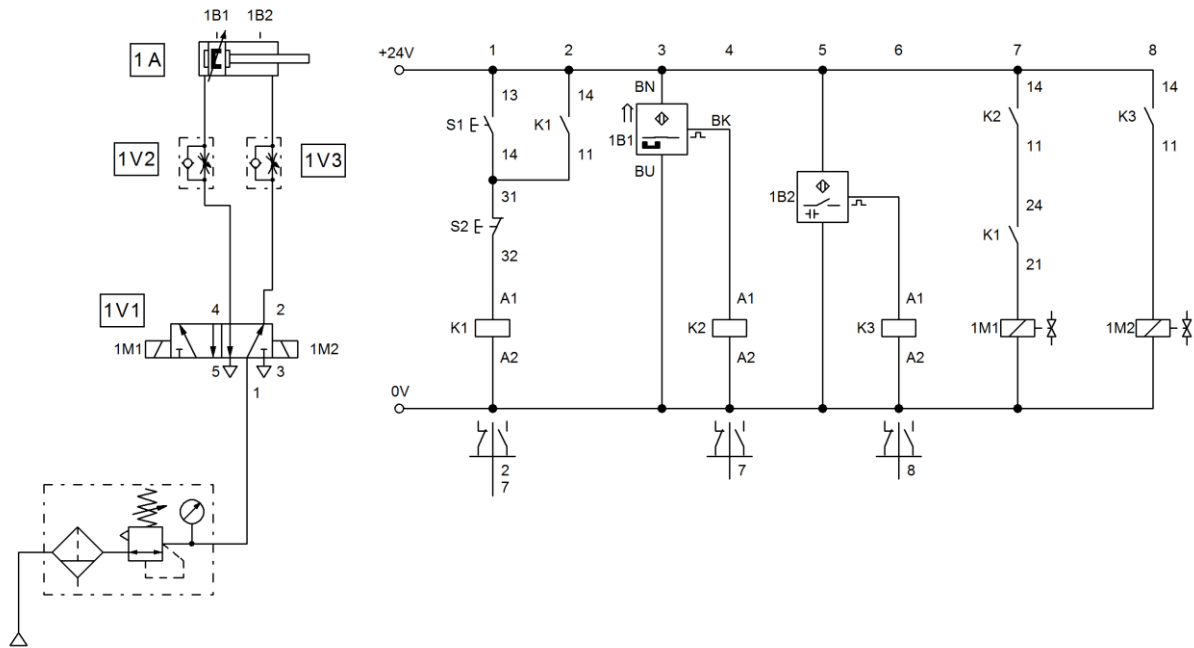 1B1 1B2
1 A
1V2
1V3
1V1
4 2
1M1 1M2
5 3
1
+24V
1 2 3 4 5 6 7 8
13 14 BN 14 14
S1 K1 BK K2 K3
1B1
14 11 11 11
BU
31 1B2 24
S2 K1
32 21
A1 A1 A1
K1 K2 K3 1M1 1M2
A2 A2 A2
0V
2 7 8
7